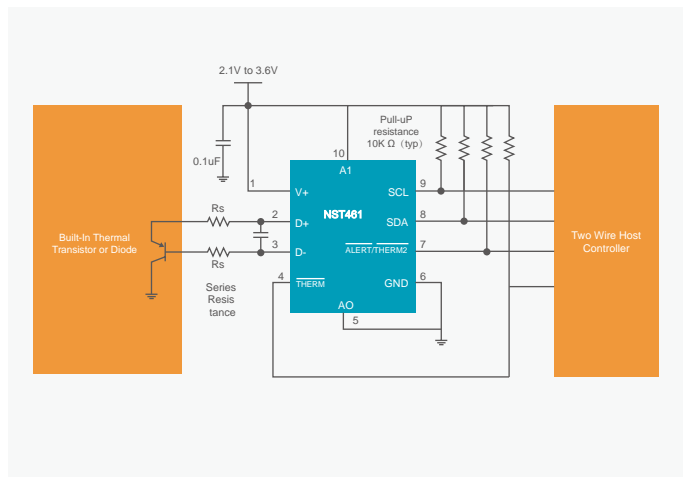 2.1V to 3.6V
Pull-uP
resistance
10K Ω（typ）
0.1uF
10
A1
1
V+
SCL
9
NST461
Rs
2
D+
SDA
8
Built-In Thermal
Transistor or Diode
Two Wire Host
Controller
3
D-
ALERT/THERM2
7
Rs
4
THERM
GND
6
Series
Resis
tance
AO
5